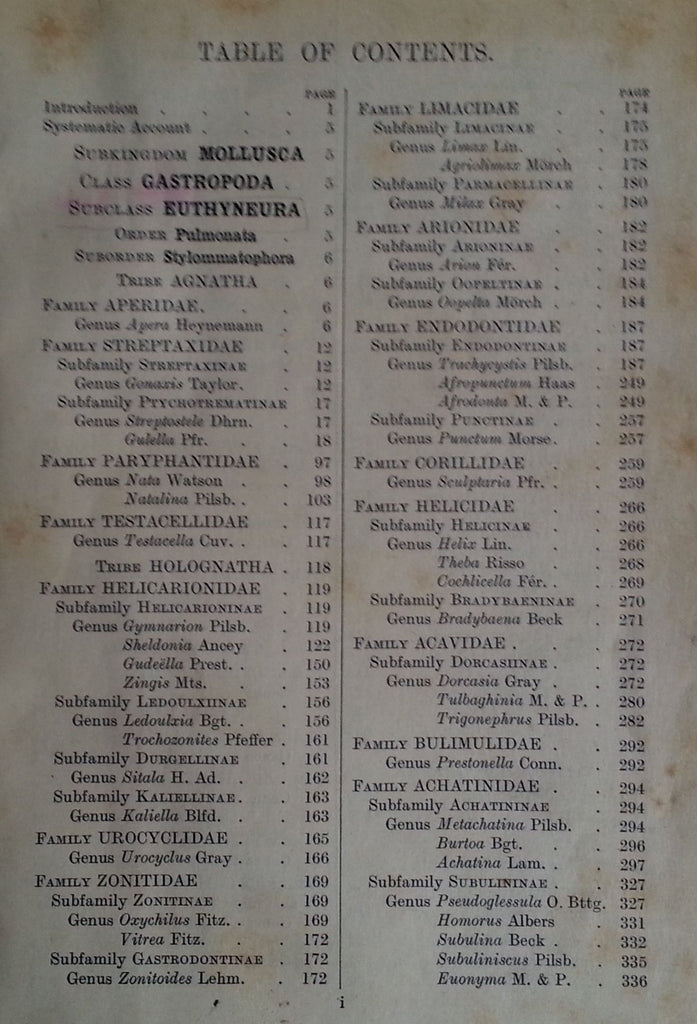 TABLE OF CONTENTS.
PAGE
Introduction . . . . 1
Systematic Account . . . . 5
SUBKINGDOM MOLLUSCA 5
CLASS GASTROPODA . 5
SUBCLASS EUTHYNEURA 5
ORDER Pulmonata . 5
SUBORDER Stylommatophora 6
TRIBE AGNATHA . 6
FAMILY APERIDAE. . . 6
Genus Apera Heynemann . 6
FAMILY STREPTAXIDAE . 12
Subfamily STREPTAXINAE . 12
Genus Gonaxis Taylor. . 12
Subfamily PTYCHOTREMATINAE 17
Genus Streptostele Dhrn. . 17
Gulella Pfr. . . 18
FAMILY PARYPHANTIDAE . 97
Genus Nata Watson . 98
Natalina Pilsb. . . 103
FAMILY TESTACELLIDAE . 117
Genus Testacella Cuv. . . 117
TRIBE HOLOGNATHA . 118
FAMILY HELICARIONIDAE . 119
Subfamily HELICARIONINAE . 119
Genus Gymnarion Pilsb. . 119
Sheldonia Ancey . 122
Gudeëlla Prest. . . 150
Zingis Mts. . . 153
Subfamily LEDOULXIINAE . 156
Genus Ledoulxia Bgt. . . 156
Trochozonites Pfeffer . 161
Subfamily DURGELLINAE . 161
Genus Sitala H. Ad. . . 162
Subfamily KALIELLINAE . . 163
Genus Kaliella Blfd. . . 163
FAMILY UROCYCLIDAE . . 165
Genus Urocyclus Gray . . 166
FAMILY ZONITIDAE . . 169
Subfamily ZONITINAE . . 169
Genus Oxychilus Fitz. . . 169
Vitrea Fitz. . . 172
Subfamily GASTRODONTINAE . 172
Genus Zonitoides Lehm. . 172
PAGE
FAMILY LIMACIDAE . . 174
Subfamily LIMACINAE . . 175
Genus Limax Lin. . . 175
Agriolimax Mörch . 178
Subfamily PARMACELLINAE . 180
Genus Milax Gray . . 180
FAMILY ARIONIDAE . . 182
Subfamily ARIONINAE . . 182
Genus Arion Fér. . . 182
Subfamily OOPELTINAE . . 184
Genus Oopelta Mörch . . 184
FAMILY ENDODONTIDAE . 187
Subfamily ENDODONTINAE . 187
Genus Trachycystis Pilsb. . 187
Afropunctum Haas . 249
Afrodonta M. & P. . 249
Subfamily PUNCTINAE . . 257
Genus Punctum Morse. . 257
FAMILY CORILLIDAE . . 259
Genus Sculptaria Pfr. . . 259
FAMILY HELICIDAE . . 266
Subfamily HELICINAE . . 266
Genus Helix Lin. . . 266
Theba Risso . . 268
Cochlicella Fér. . . 269
Subfamily BRADYBAENINAE . 270
Genus Bradybaena Beck . 271
FAMILY ACAVIDAE . . . 272
Subfamily DORCASIINAE . . 272
Genus Dorcasia Gray . . 272
Tulbaghinia M. & P. . 280
Trigonephrus Pilsb. . 282
FAMILY BULIMULIDAE . . 292
Genus Prestonella Conn. . 292
FAMILY ACHATINIDAE . . 294
Subfamily ACHATININAE . 294
Genus Metachatina Pilsb. . 294
Burtoa Bgt. . . 296
Achatina Lam. . . 297
Subfamily SUBULININAE . . 327
Genus Pseudoglessula O. Bttg. 327
Homorus Albers . 331
Subulina Beck . . 332
Subuliniscus Pilsb. . 335
Euonyma M. & P. . 336
i